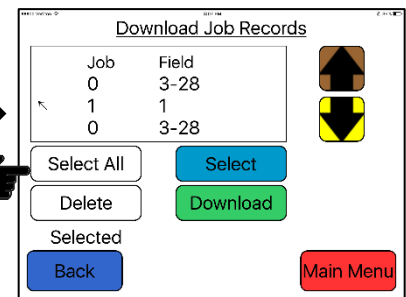 Download Job Records
Job Field
0 3-28
1 1
0 3-28
Select All Select
Delete Download
Selected
Back Main Menu